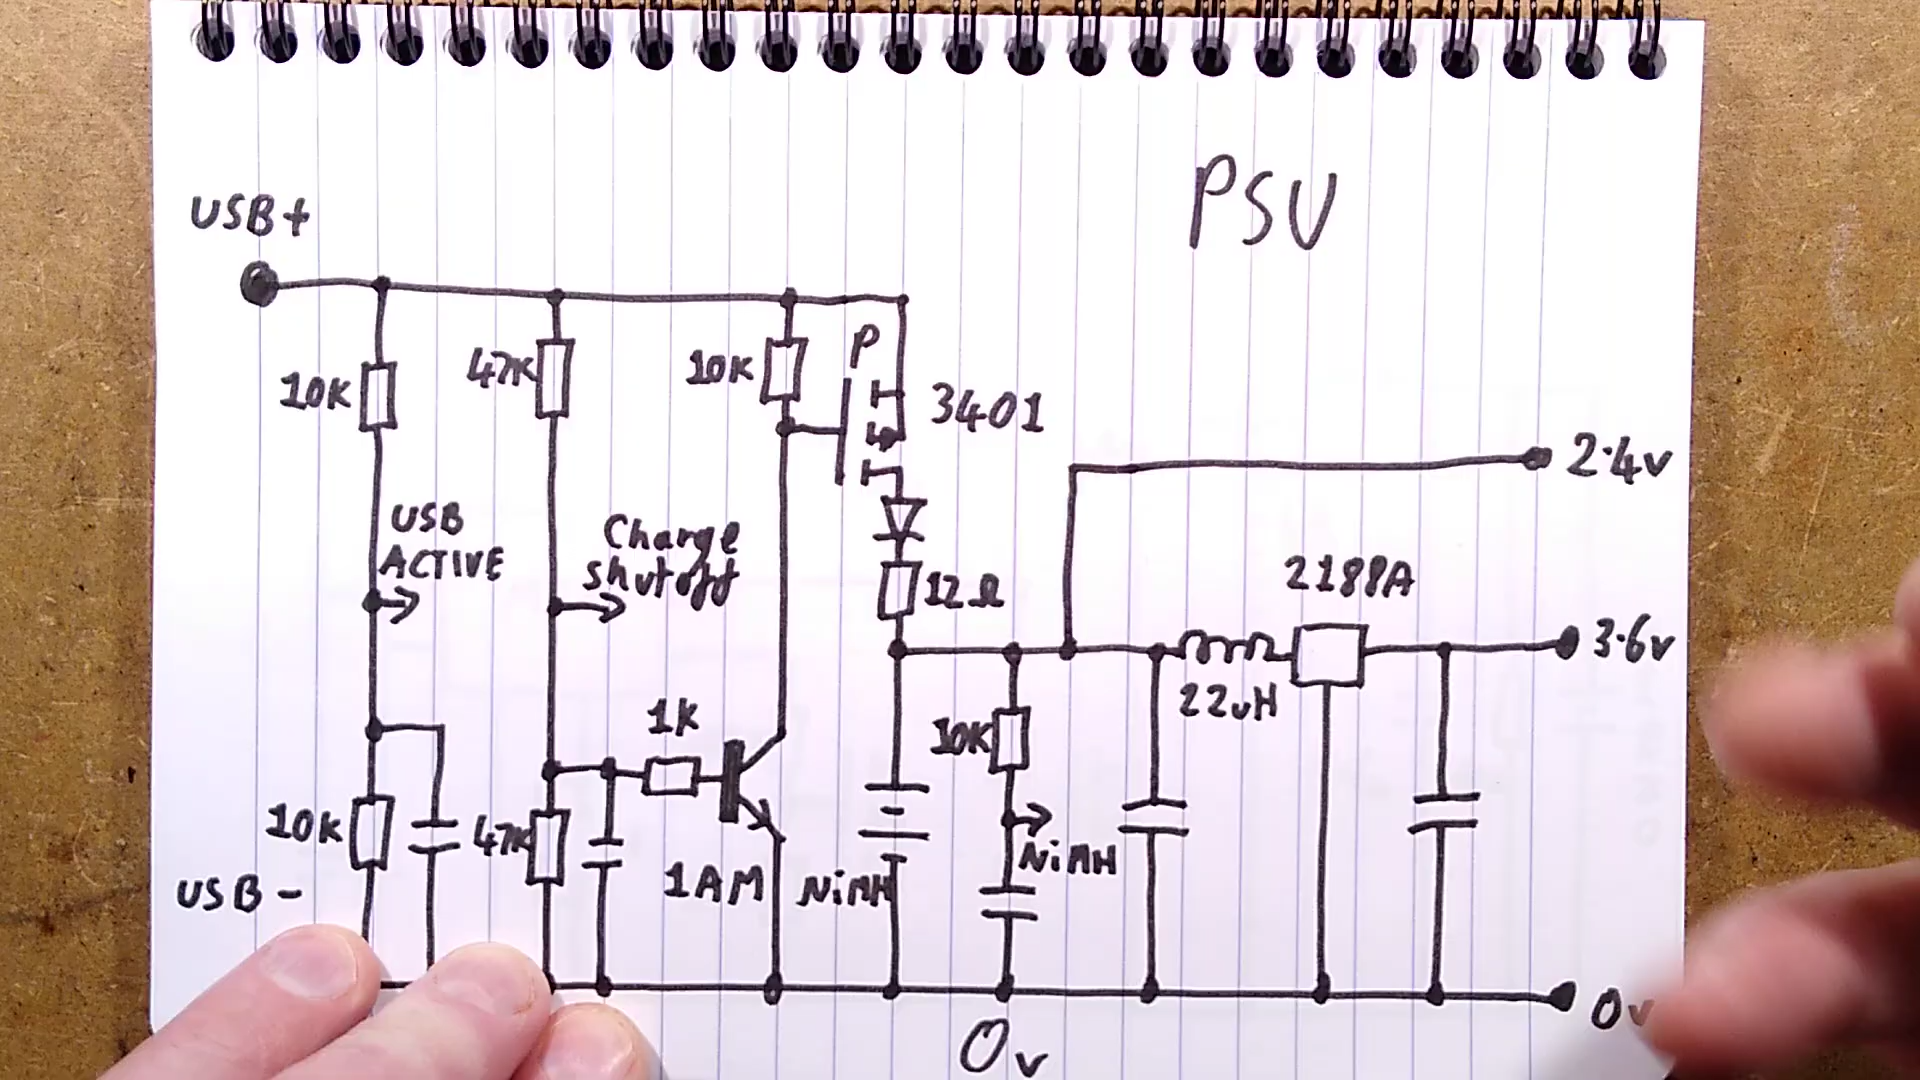 PSU
USB+
P
10K
47K
10K
3401
2.4v
USB
ACTIVE
Charge
shutoff
12Ω
2188A
3.6v
22uH
1K
10K
10K
47K
NiMH
1AM
NiMH
USB -
0v
0v